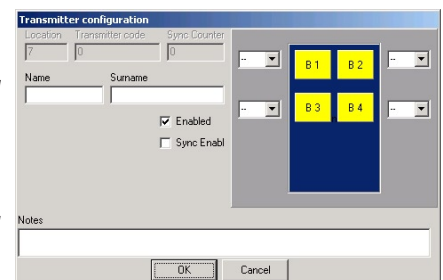 Transmitter configuration
Location Transmitter code Sync Counter
7 0 0
Name Surname
-- B 1 B 2 --
-- B 3 B 4 --
Enabled
Sync Enabl
Notes
OK Cancel